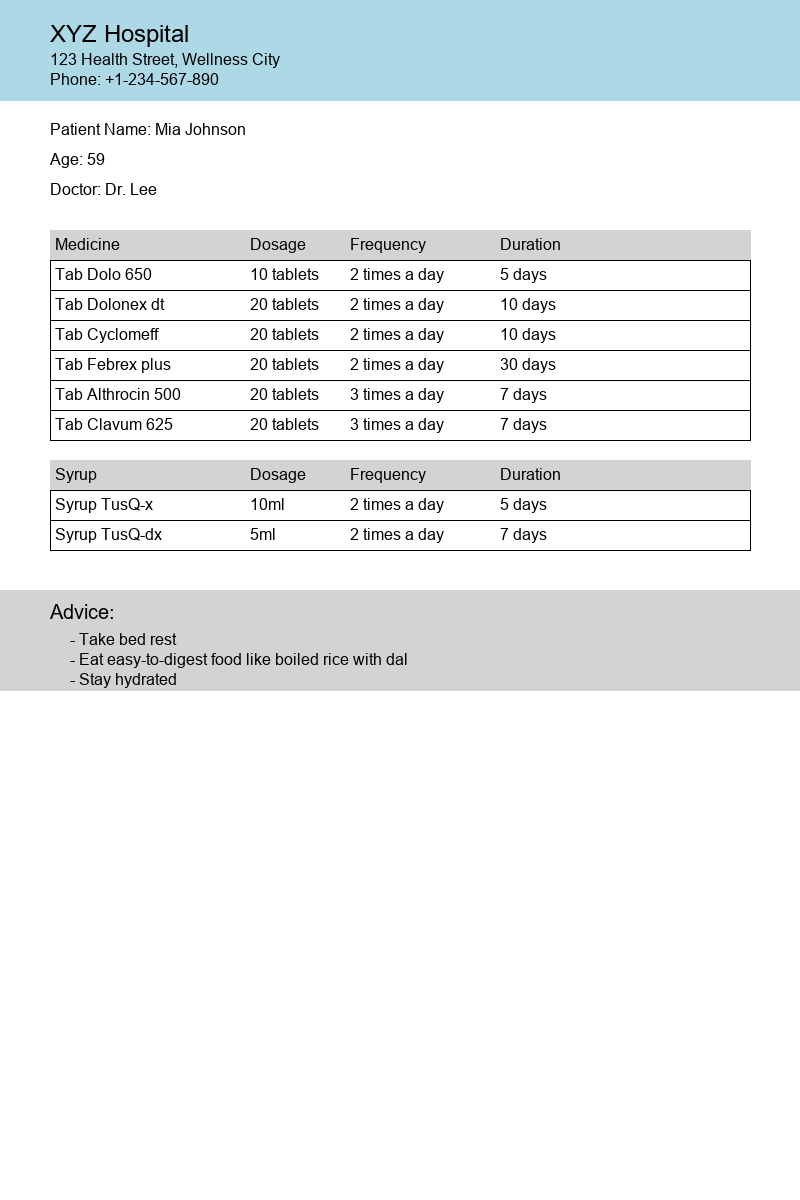 XYZ Hospital
123 Health Street, Wellness City
Phone: +1-234-567-890
Patient Name: Mia Johnson
Age: 59
Doctor: Dr. Lee
Medicine Dosage Frequency Duration
Tab Dolo 650 10 tablets 2 times a day 5 days
Tab Dolonex dt 20 tablets 2 times a day 10 days
Tab Cyclomeff 20 tablets 2 times a day 10 days
Tab Febrex plus 20 tablets 2 times a day 30 days
Tab Althrocin 500 20 tablets 3 times a day 7 days
Tab Clavum 625 20 tablets 3 times a day 7 days
Syrup Dosage Frequency Duration
Syrup TusQ-x 10ml 2 times a day 5 days
Syrup TusQ-dx 5ml 2 times a day 7 days
Advice:
- Take bed rest
- Eat easy-to-digest food like boiled rice with dal
- Stay hydrated